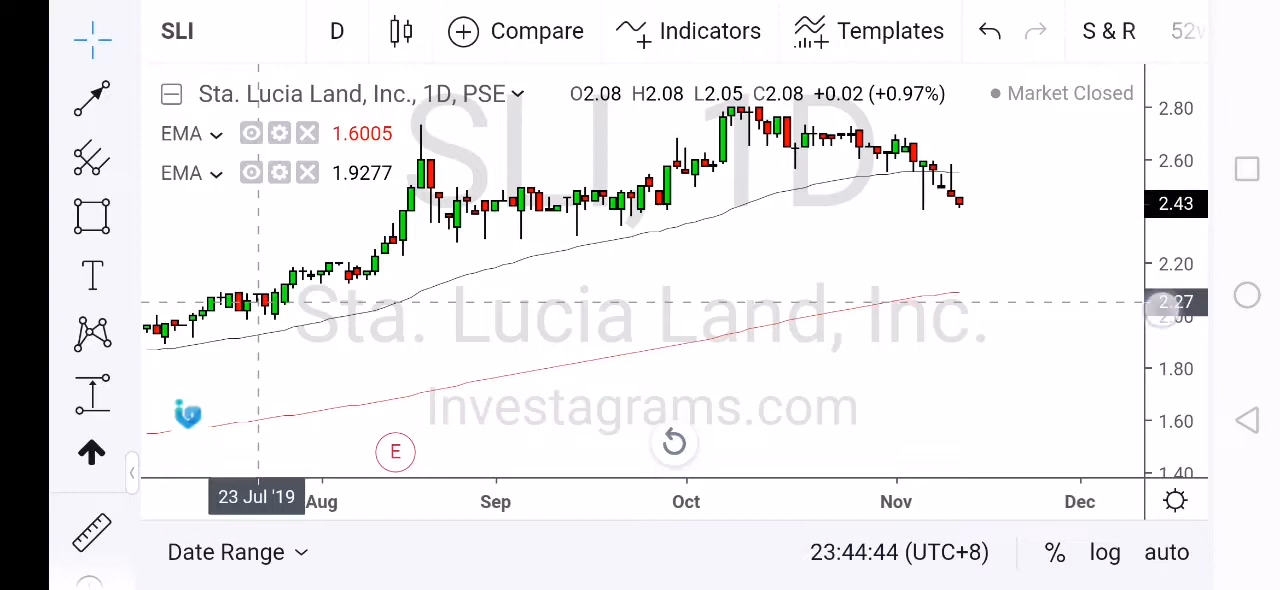 SLI D Compare Indicators Templates S & R 52w
Sta. Lucia Land, Inc., 1D, PSE O2.08 H2.08 L2.05 C2.08 +0.02 (+0.97%) Market Closed
EMA 1.6005
EMA 1.9277
SLI, 1D
Sta. Lucia Land, Inc.
Investagrams.com
2.80
2.60
2.43
2.20
2.27
2.00
1.80
1.60
1.40
T
E
23 Jul '19 Aug Sep Oct Nov Dec
Date Range 23:44:44 (UTC+8) % log auto